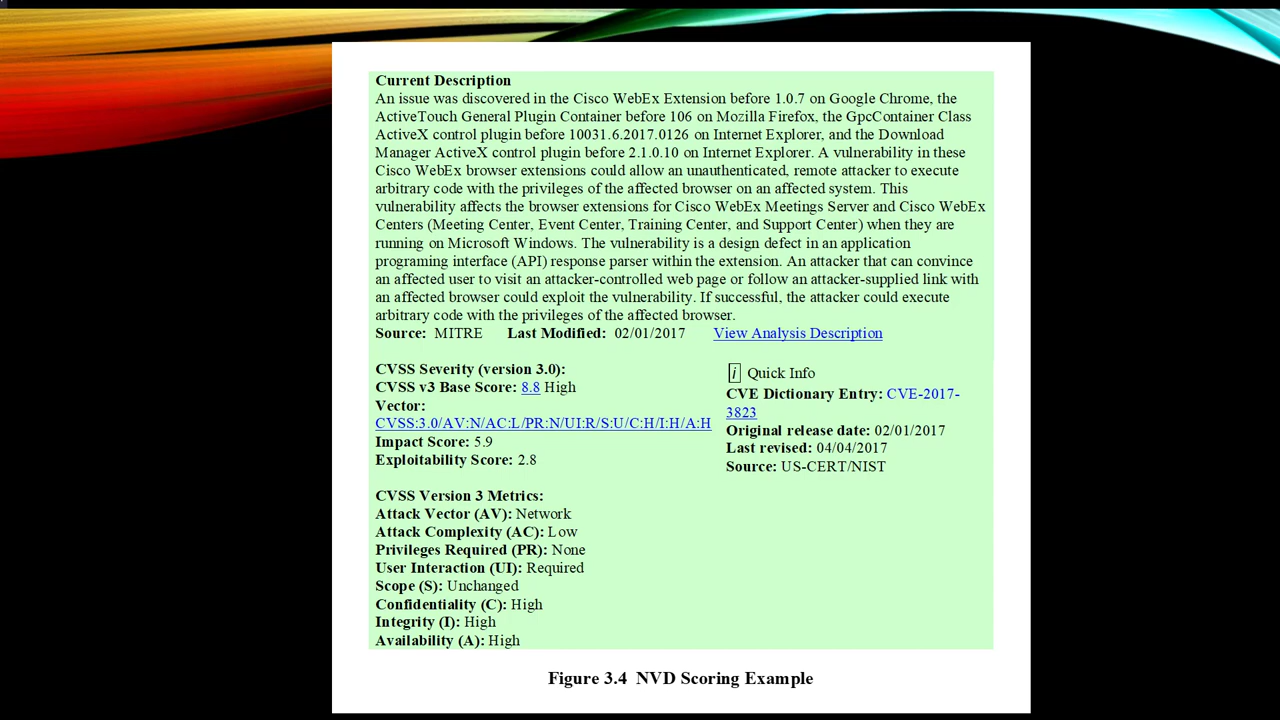 Current Description
An issue was discovered in the Cisco WebEx Extension before 1.0.7 on Google Chrome, the
ActiveTouch General Plugin Container before 106 on Mozilla Firefox, the GpcContainer Class
ActiveX control plugin before 10031.6.2017.0126 on Internet Explorer, and the Download
Manager ActiveX control plugin before 2.1.0.10 on Internet Explorer. A vulnerability in these
Cisco WebEx browser extensions could allow an unauthenticated, remote attacker to execute
arbitrary code with the privileges of the affected browser on an affected system. This
vulnerability affects the browser extensions for Cisco WebEx Meetings Server and Cisco WebEx
Centers (Meeting Center, Event Center, Training Center, and Support Center) when they are
running on Microsoft Windows. The vulnerability is a design defect in an application
programing interface (API) response parser within the extension. An attacker that can convince
an affected user to visit an attacker-controlled web page or follow an attacker-supplied link with
an affected browser could exploit the vulnerability. If successful, the attacker could execute
arbitrary code with the privileges of the affected browser.
Source: MITRE Last Modified: 02/01/2017 View Analysis Description
CVSS Severity (version 3.0):
CVSS v3 Base Score: 8.8 High
Vector:
CVSS:3.0/AV:N/AC:L/PR:N/UI:R/S:U/C:H/I:H/A:H
Impact Score: 5.9
Exploitability Score: 2.8
i Quick Info
CVE Dictionary Entry: CVE-2017-
3823
Original release date: 02/01/2017
Last revised: 04/04/2017
Source: US-CERT/NIST
CVSS Version 3 Metrics:
Attack Vector (AV): Network
Attack Complexity (AC): Low
Privileges Required (PR): None
User Interaction (UI): Required
Scope (S): Unchanged
Confidentiality (C): High
Integrity (I): High
Availability (A): High
Figure 3.4 NVD Scoring Example